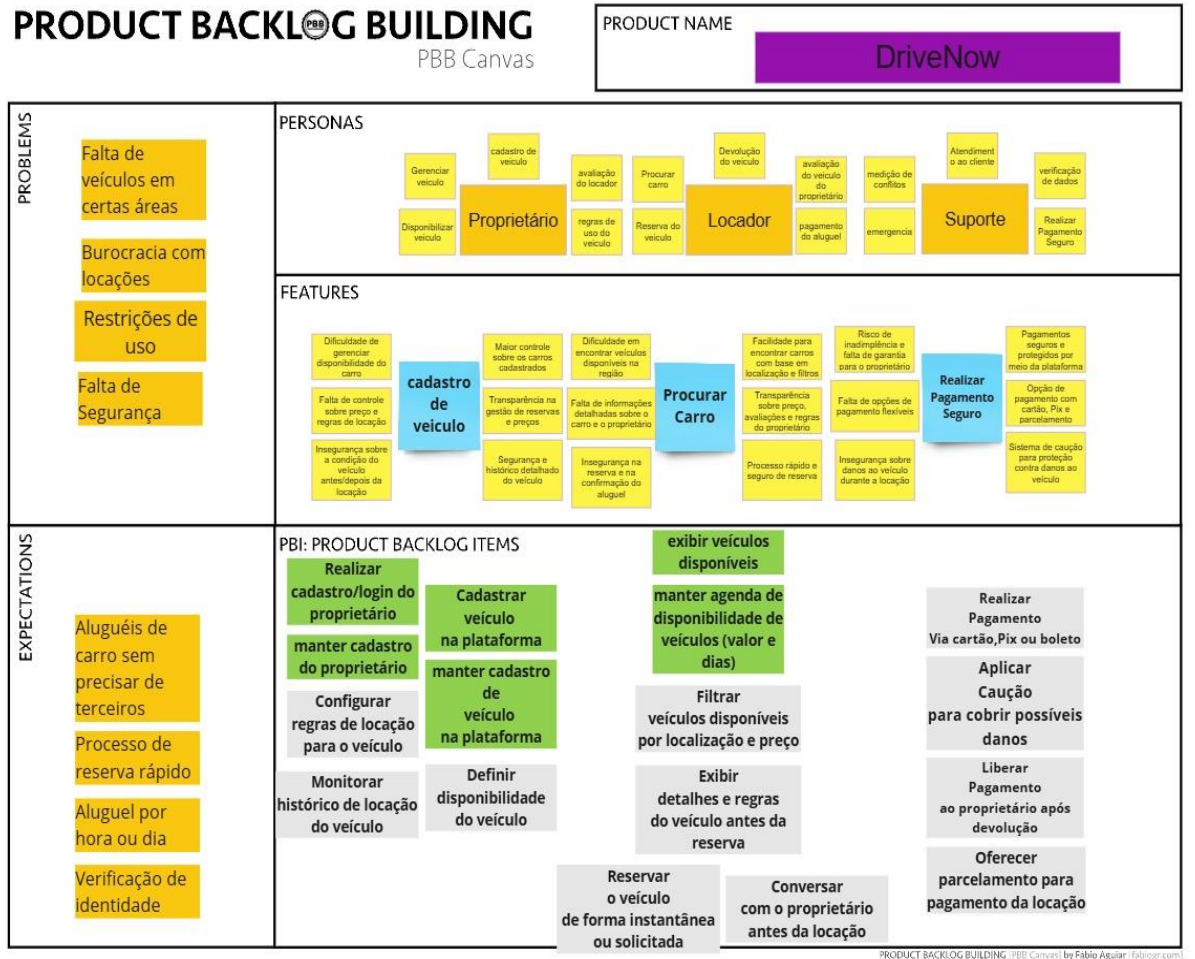 PRODUCT BACKLOG BUILDING
PBB
PBB Canvas
PRODUCT NAME
DriveNow
PROBLEMS
Falta de
veículos em
certas áreas
Burocracia com
locações
Restrições de
uso
Falta de
Segurança
PERSONAS
Gerenciar
veiculo
Disponibilizar
veiculo
cadastro de
veiculo
Proprietário
avaliação
do locador
regras de
uso do
veiculo
Procurar
carro
Reserva do
veiculo
Devolução
do veiculo
Locador
avaliação
do veiculo
do
proprietário
pagamento
do aluguel
medição de
conflitos
emergencia
Atendiment
o ao cliente
Suporte
verificação
de dados
Realizar
Pagamento
Seguro
FEATURES
Dificuldade de
gerenciar
disponibilidade do
carro
Falta de controle
sobre preço e
regras de locação
Insegurança sobre
a condição do
veículo
antes/depois da
locação
cadastro
de
veiculo
Maior controle
sobre os carros
cadastrados
Transparência na
gestão de reservas
e preços
Segurança e
histórico detalhado
do veículo
Dificuldade em
encontrar veículos
disponíveis na
região
Falta de informações
detalhadas sobre o
carro e o proprietário
Insegurança na
reserva e na
confirmação do
aluguel
Procurar
Carro
Facilidade para
encontrar carros
com base em
localização e filtros
Transparência
sobre preço,
avaliações e regras
do proprietário
Processo rápido e
seguro de reserva
Risco de
inadimplência e
falta de garantia
para o proprietário
Falta de opções de
pagamento flexíveis
Insegurança sobre
danos ao veículo
durante a locação
Realizar
Pagamento
Seguro
Pagamentos
seguros e
protegidos por
meio da plataforma
Opção de
pagamento com
cartão, Pix e
parcelamento
Sistema de caução
para proteção
contra danos ao
veículo
EXPECTATIONS
Aluguéis de
carro sem
precisar de
terceiros
Processo de
reserva rápido
Aluguel por
hora ou dia
Verificação de
identidade
PBI: PRODUCT BACKLOG ITEMS
Realizar
cadastro/login do
proprietário
manter cadastro
do proprietário
Configurar
regras de locação
para o veículo
Monitorar
histórico de locação
do veículo
Cadastrar
veículo
na plataforma
manter cadastro
de
veículo
na plataforma
Definir
disponibilidade
do veículo
exibir veículos
disponíveis
manter agenda de
disponibilidade de
veículos (valor e
dias)
Filtrar
veículos disponíveis
por localização e preço
Exibir
detalhes e regras
do veículo antes da
reserva
Reservar
o veículo
de forma instantânea
ou solicitada
Conversar
com o proprietário
antes da locação
Realizar
Pagamento
Via cartão,Pix ou boleto
Aplicar
Caução
para cobrir possíveis
danos
Liberar
Pagamento
ao proprietário após
devolução
Oferecer
parcelamento para
pagamento da locação
PRODUCT BACKLOG BUILDING [PBB Canvas] by Fábio Aguiar [fabiogr.com]